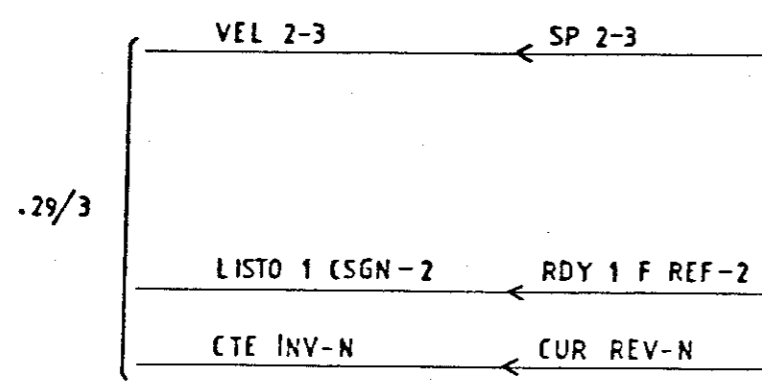 VEL 2-3 SP 2-3
.29/3
LISTO 1 CSGN-2 RDY 1 F REF-2
CTE INV-N CUR REV-N